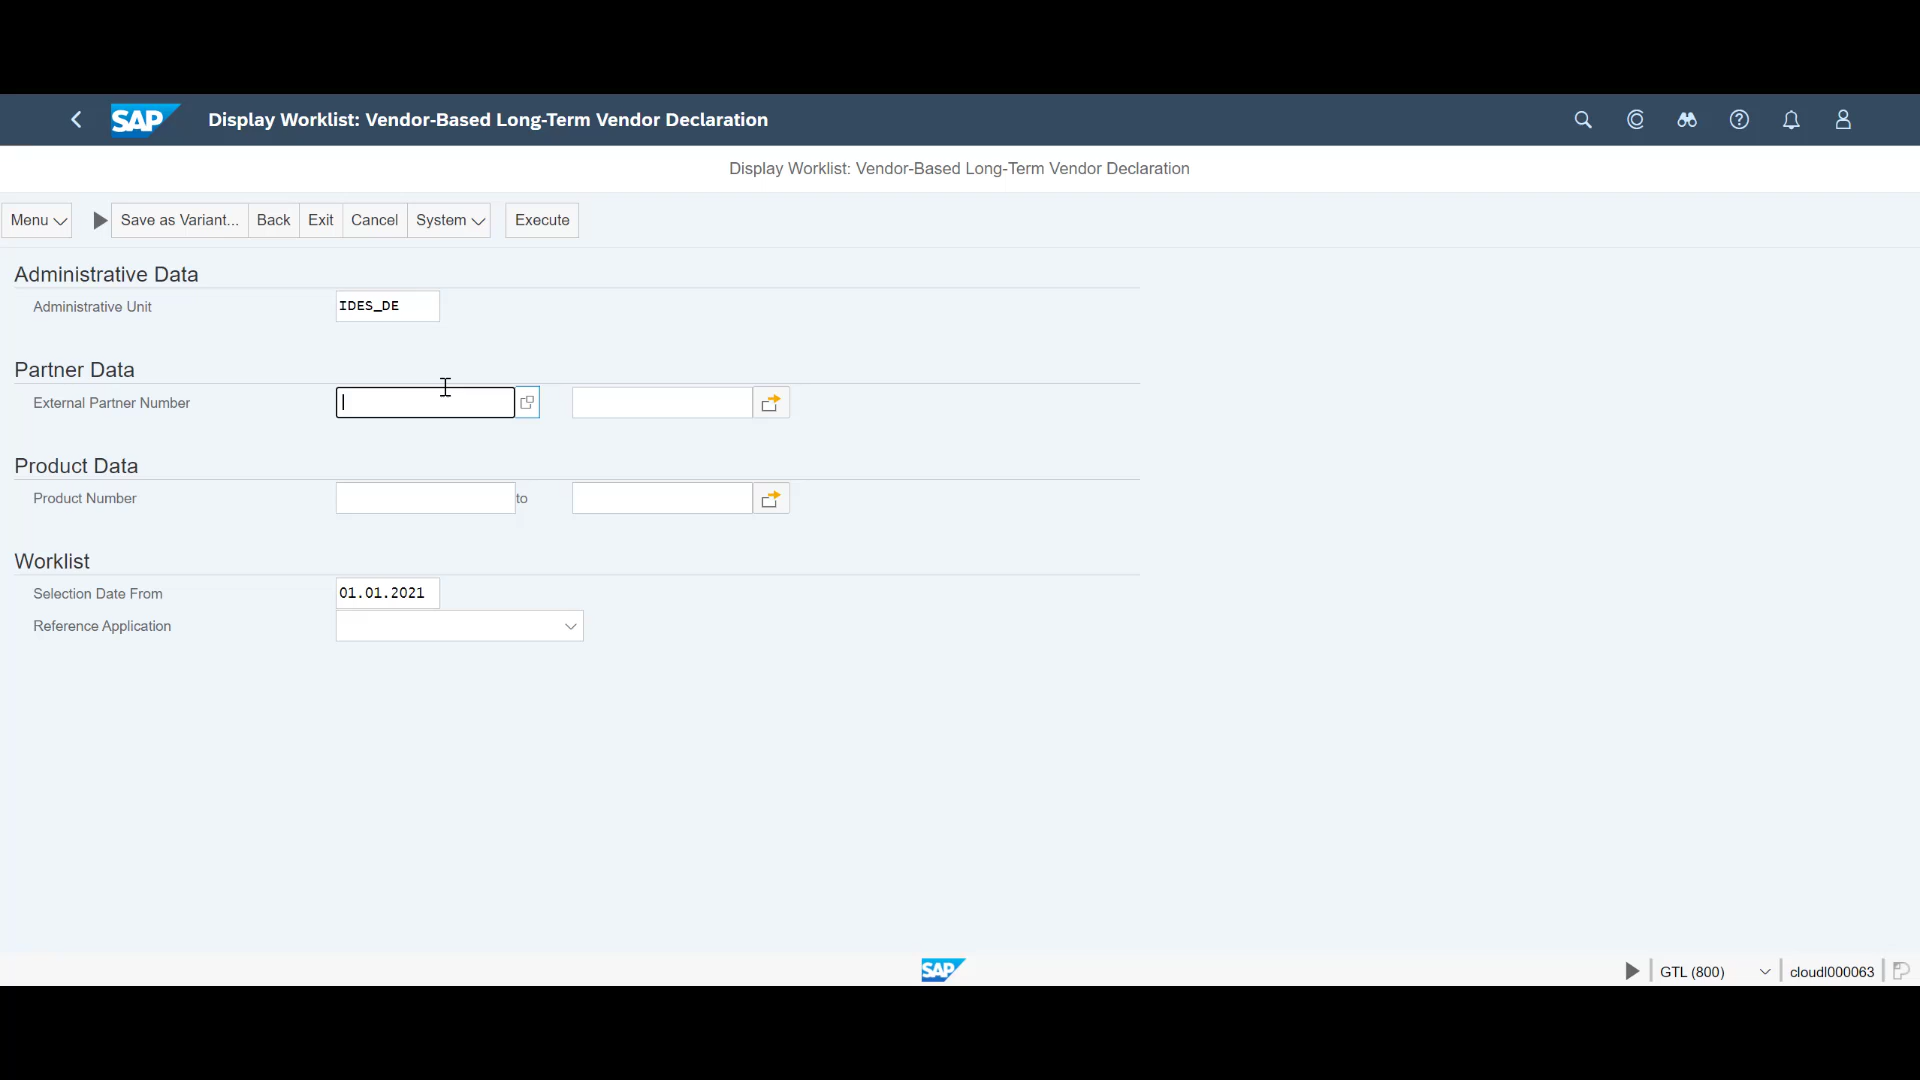 SAP Display Worklist: Vendor-Based Long-Term Vendor Declaration
Display Worklist: Vendor-Based Long-Term Vendor Declaration
Menu Save as Variant... Back Exit Cancel System Execute
Administrative Data
Administrative Unit IDES_DE
Partner Data
External Partner Number
Product Data
Product Number to
Worklist
Selection Date From 01.01.2021
Reference Application
SAP GTL (800) cloudl000063